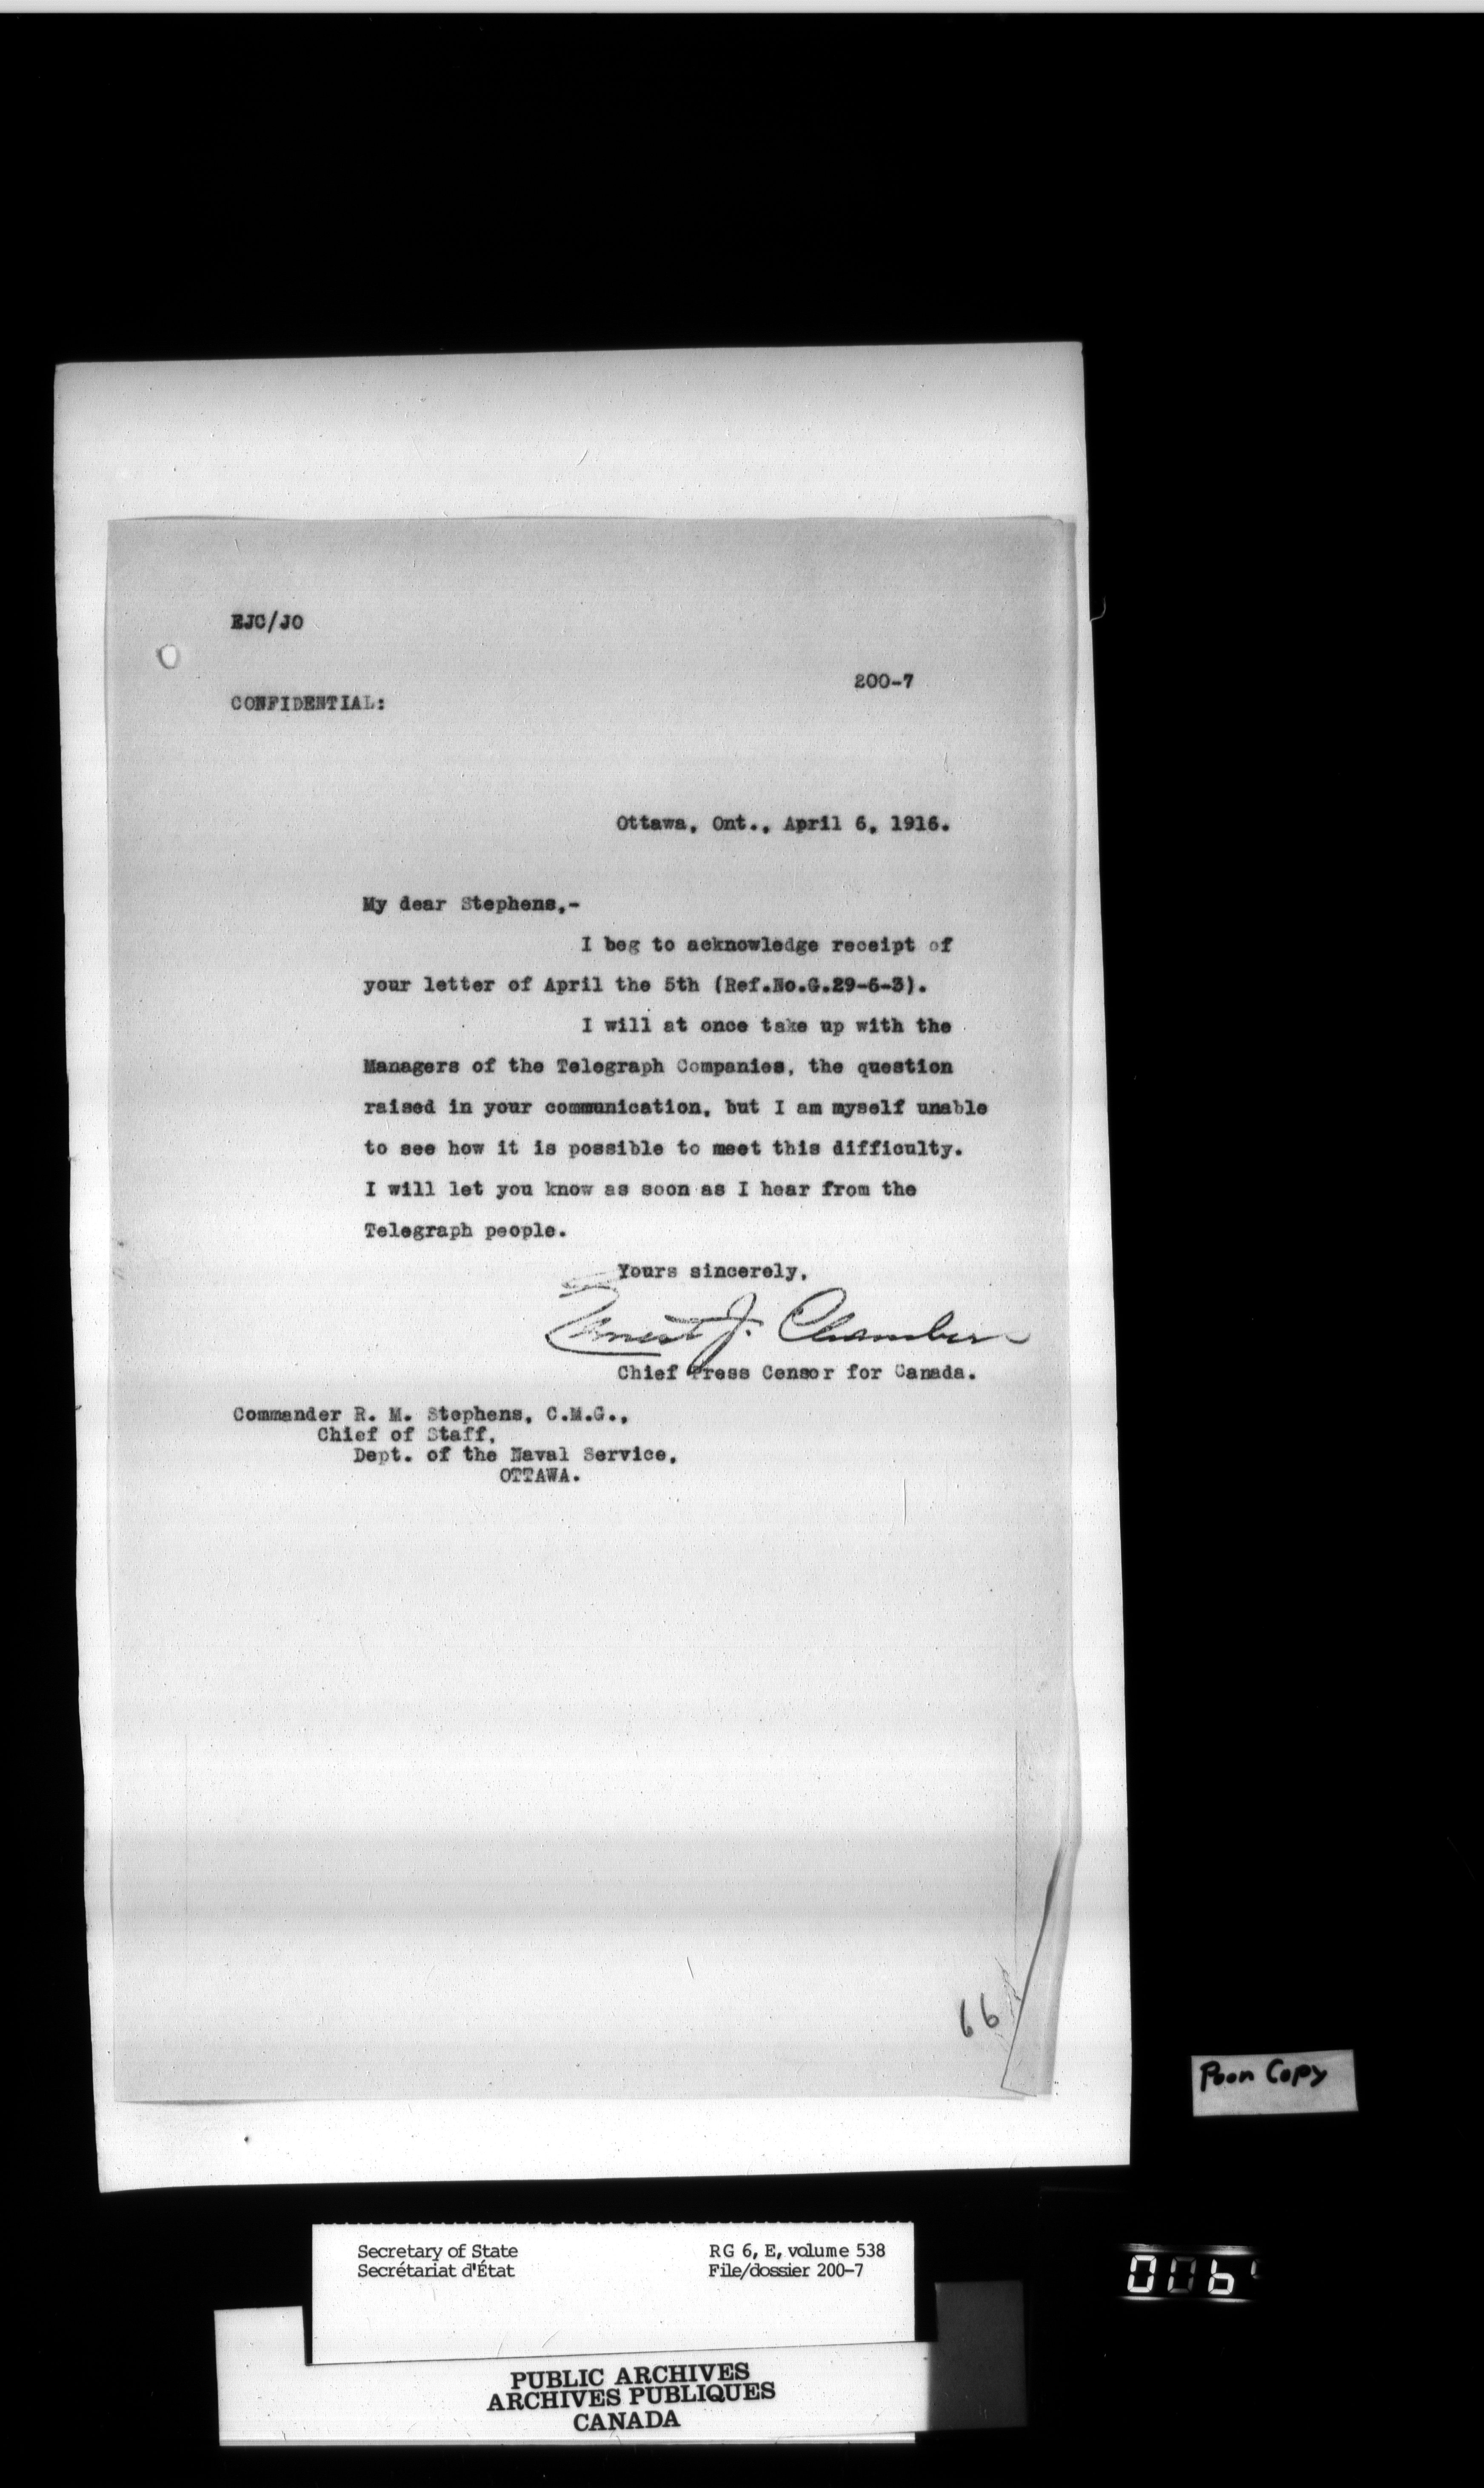 EJC/JO
200-7
CONFIDENTIAL:
Ottawa, Ont., April 6, 1916.
My dear Stephens,-
I beg to acknowledge receipt of
your letter of April the 5th (Ref.No.G.29-6-3).
I will at once take up with the
Managers of the Telegraph Companies, the question
raised in your communication, but I am myself unable
to see how it is possible to meet this difficulty.
I will let you know as soon as I hear from the
Telegraph people.
Yours sincerely,
Ernest J. Chambers
Chief Press Censor for Canada.
Commander R. M. Stephens, C.M.G.,
Chief of Staff,
Dept. of the Naval Service,
OTTAWA.
66
Poor Copy
Secretary of State
Secrétariat d'État
RG 6, E, volume 538
File/dossier 200-7
PUBLIC ARCHIVES
ARCHIVES PUBLIQUES
CANADA